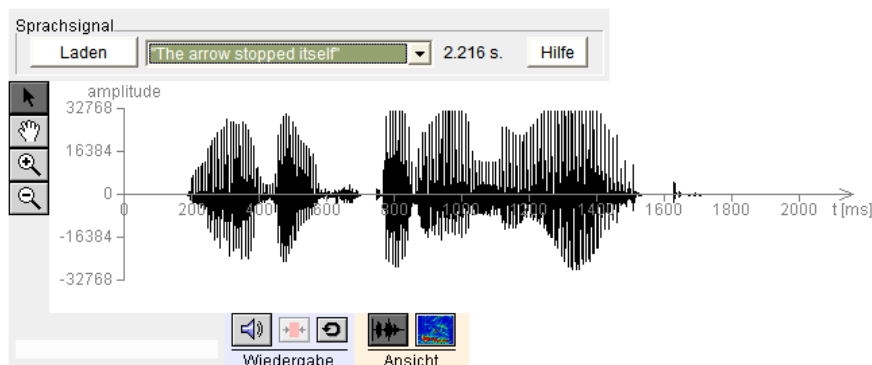 Sprachsignal
Laden "The arrow stopped itself" 2.216 s. Hilfe
amplitude
32768
16384
0
0 200 400 600 800 1000 1200 1400 1600 1800 2000 t [ms]
-16384
-32768
Wiedergabe Ansicht